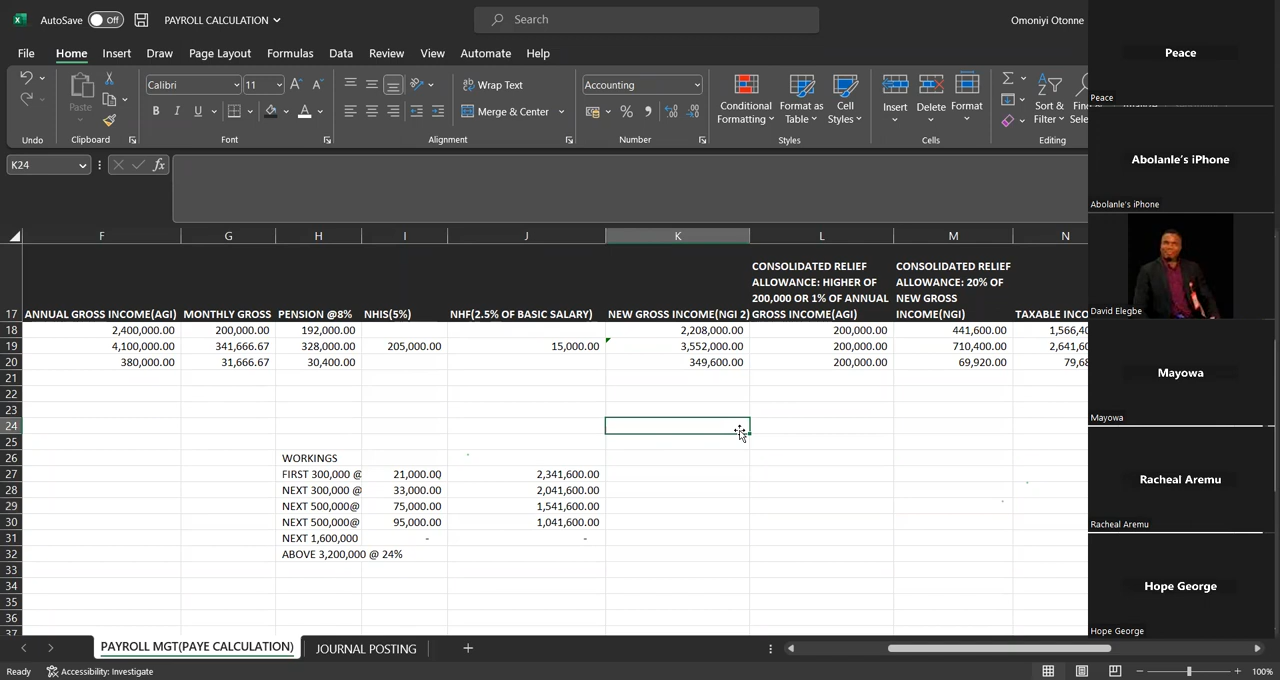 AutoSave Off PAYROLL CALCULATION Search Omoniyi Otonne
File Home Insert Draw Page Layout Formulas Data Review View Automate Help
Calibri 11 Wrap Text Accounting
Paste B I U Merge & Center Conditional Formatting Format as Table Cell Styles Insert Delete Format Sort & Filter
Undo Clipboard Font Alignment Number Styles Cells Editing
K24 fx
F G H I J K L M N
17 ANNUAL GROSS INCOME(AGI) MONTHLY GROSS PENSION @8% NHIS(5%) NHF(2.5% OF BASIC SALARY) NEW GROSS INCOME(NGI 2) CONSOLIDATED RELIEF ALLOWANCE: HIGHER OF 200,000 OR 1% OF ANNUAL GROSS INCOME(AGI) CONSOLIDATED RELIEF ALLOWANCE: 20% OF NEW GROSS INCOME(NGI) TAXABLE INCO
18 2,400,000.00 200,000.00 192,000.00 2,208,000.00 200,000.00 441,600.00 1,566,40
19 4,100,000.00 341,666.67 328,000.00 205,000.00 15,000.00 3,552,000.00 200,000.00 710,400.00 2,641,60
20 380,000.00 31,666.67 30,400.00 349,600.00 200,000.00 69,920.00 79,68
21
22
23
24
25
26 WORKINGS
27 FIRST 300,000 @ 21,000.00 2,341,600.00
28 NEXT 300,000 @ 33,000.00 2,041,600.00
29 NEXT 500,000@ 75,000.00 1,541,600.00
30 NEXT 500,000@ 95,000.00 1,041,600.00
31 NEXT 1,600,000 - -
32 ABOVE 3,200,000 @ 24%
33
34
35
36
37
PAYROLL MGT(PAYE CALCULATION) JOURNAL POSTING +
Ready Accessibility: Investigate 100%
Peace
Peace
Abolanle's iPhone
Abolanle's iPhone
David Elegbe
Mayowa
Mayowa
Racheal Aremu
Racheal Aremu
Hope George
Hope George